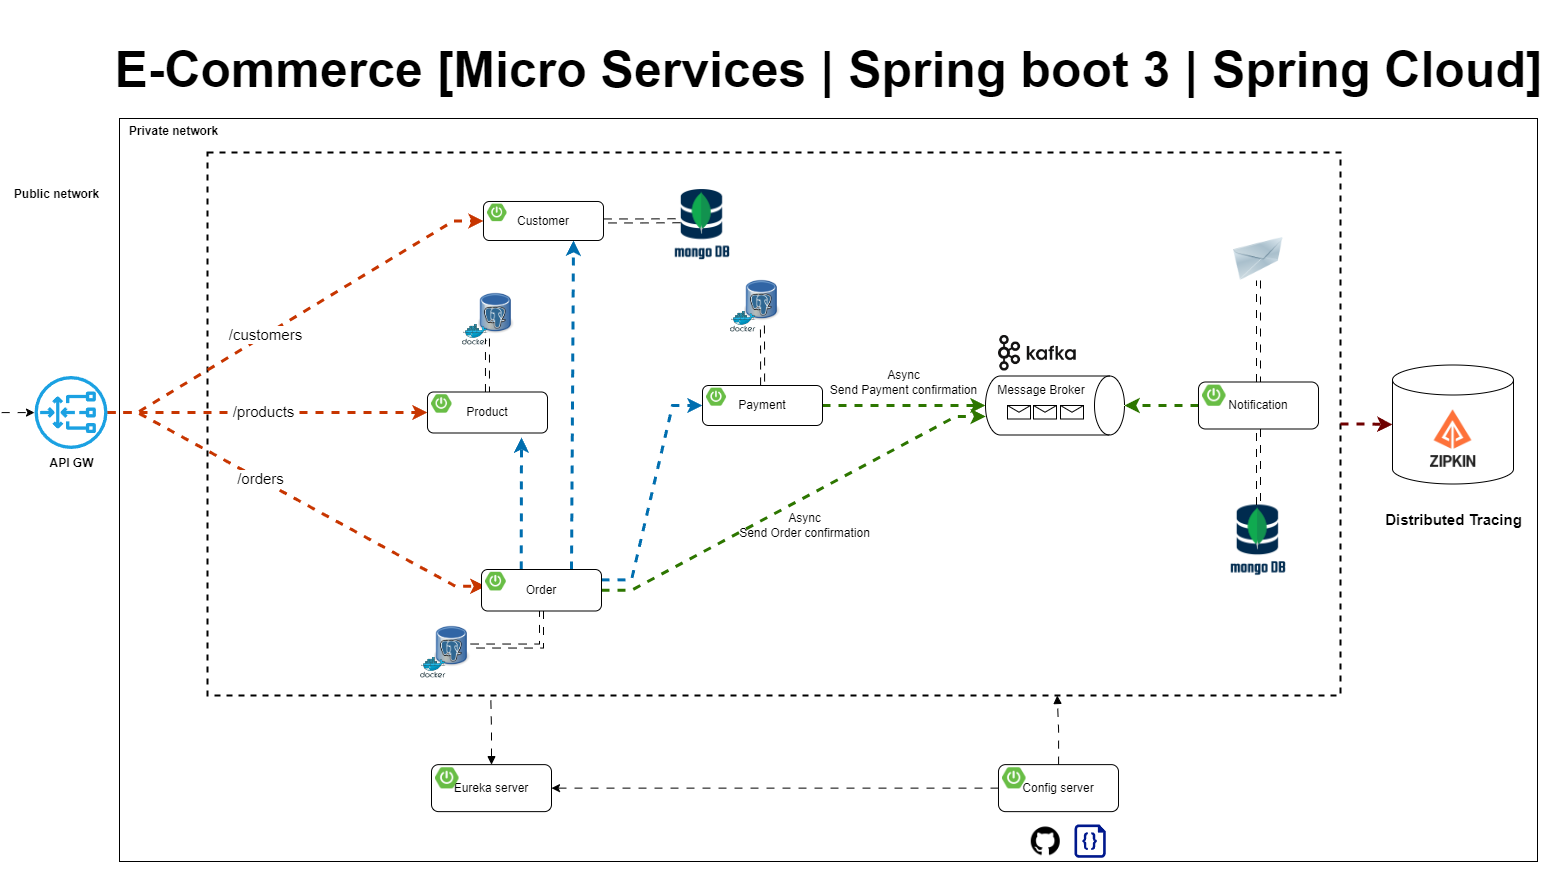 E-Commerce [Micro Services | Spring boot 3 | Spring Cloud]
Private network
Public network
Customer
mongo DB
docker
docker
/customers
kafka
Async
Send Payment confirmation
Message Broker
/products
Product
Payment
Notification
API GW
ZIPKIN
/orders
Distributed Tracing
Async
Send Order confirmation
mongo DB
Order
docker
Eureka server
Config server
{}